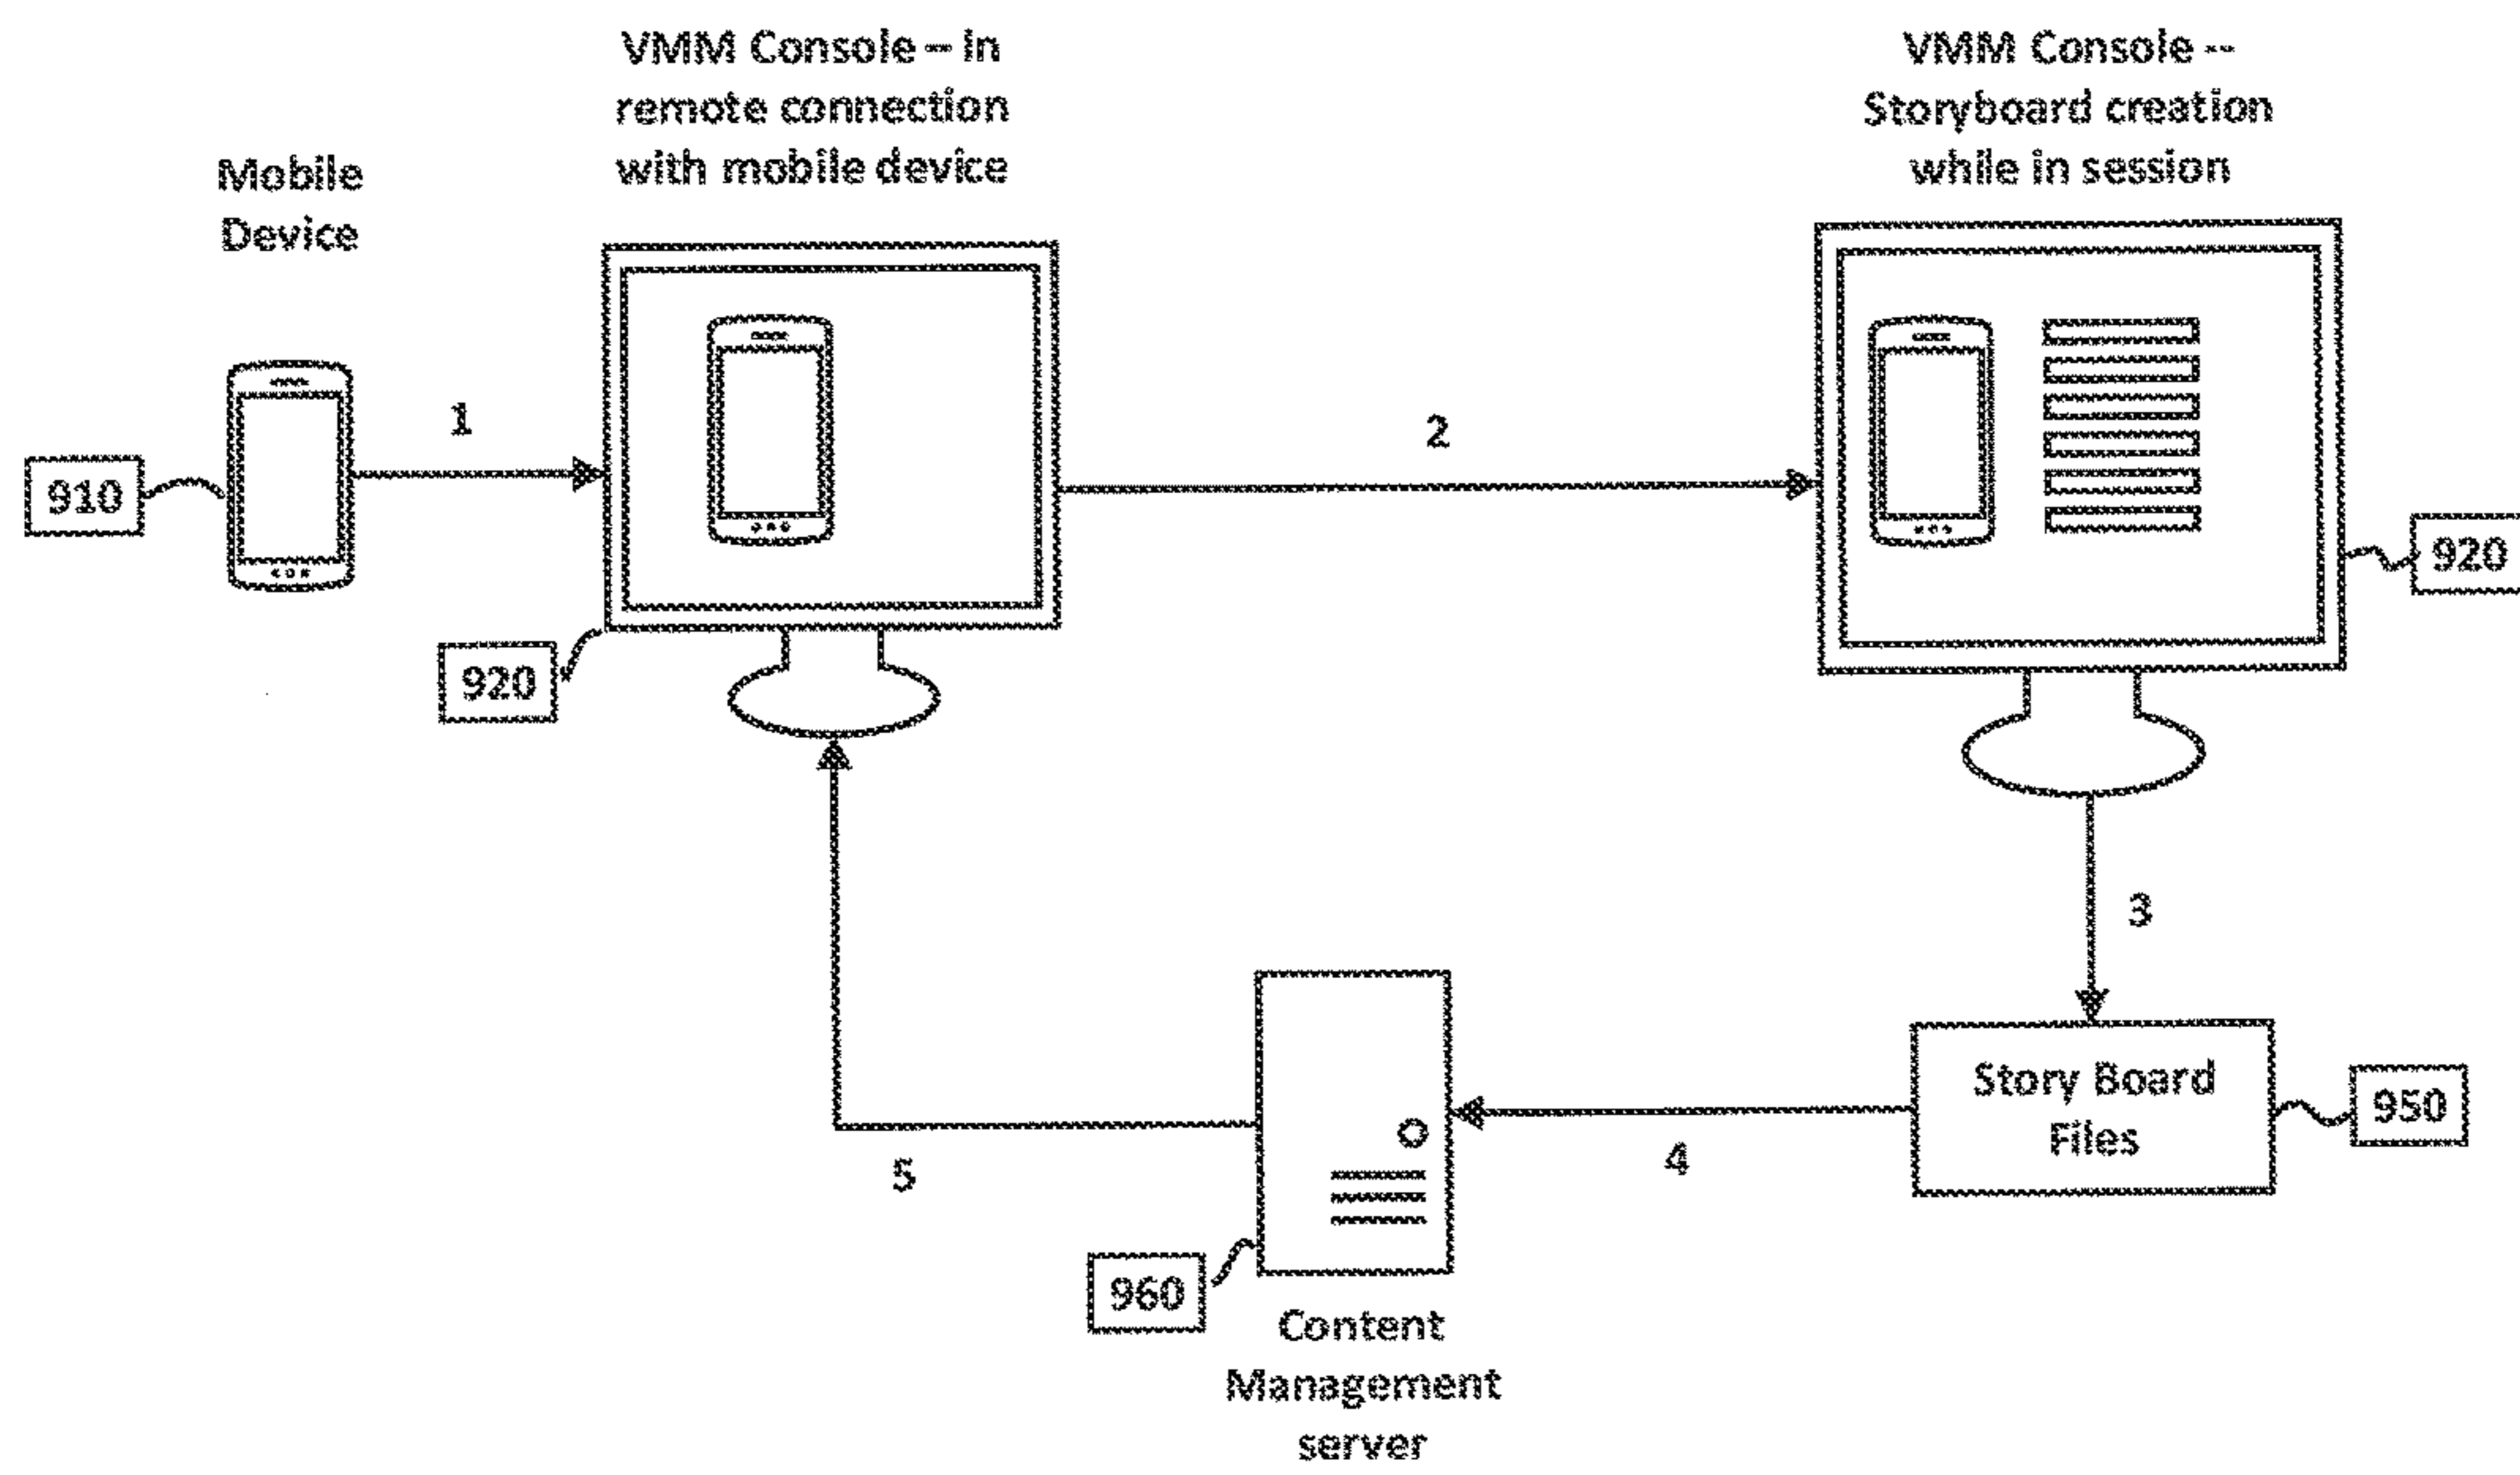 VMM Console – in
remote connection
with mobile device
VMM Console --
Storyboard creation
while in session
Mobile
Device
1
2
910
920
920
3
Story Board
Files
950
4
5
960
Content
Management
server